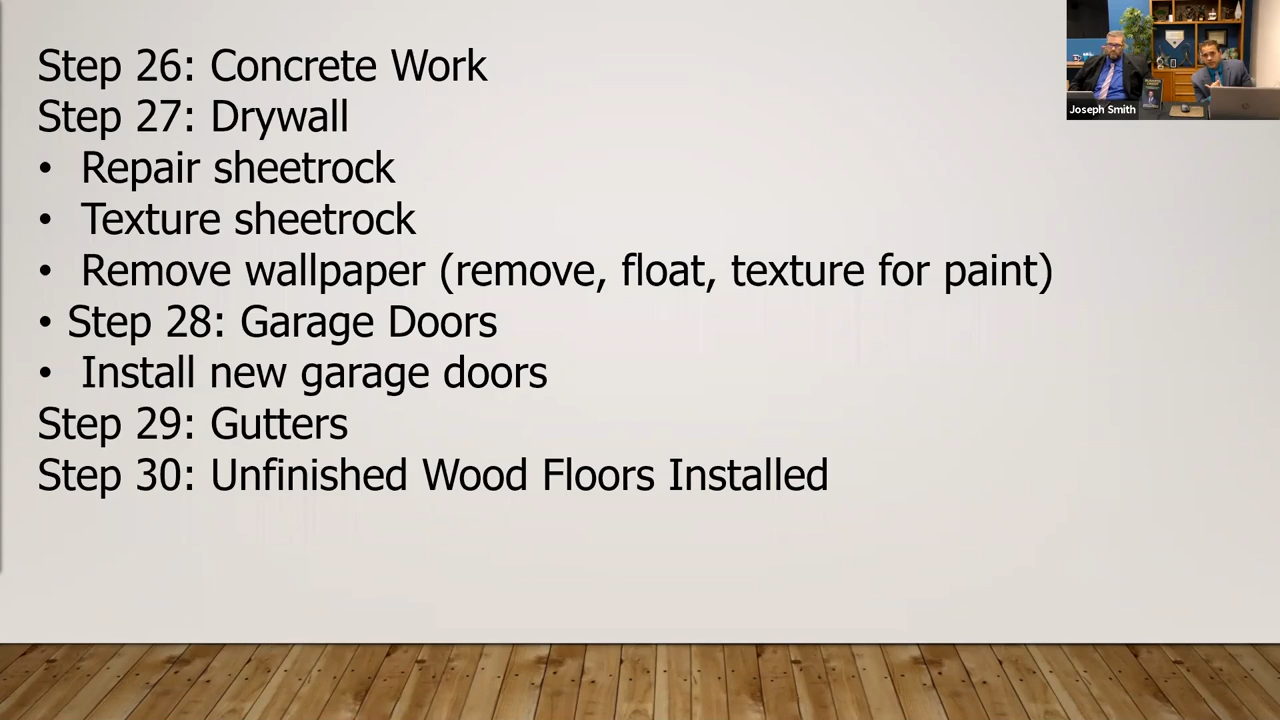 Step 26: Concrete Work
Step 27: Drywall
• Repair sheetrock
• Texture sheetrock
• Remove wallpaper (remove, float, texture for paint)
• Step 28: Garage Doors
• Install new garage doors
Step 29: Gutters
Step 30: Unfinished Wood Floors Installed
Joseph Smith